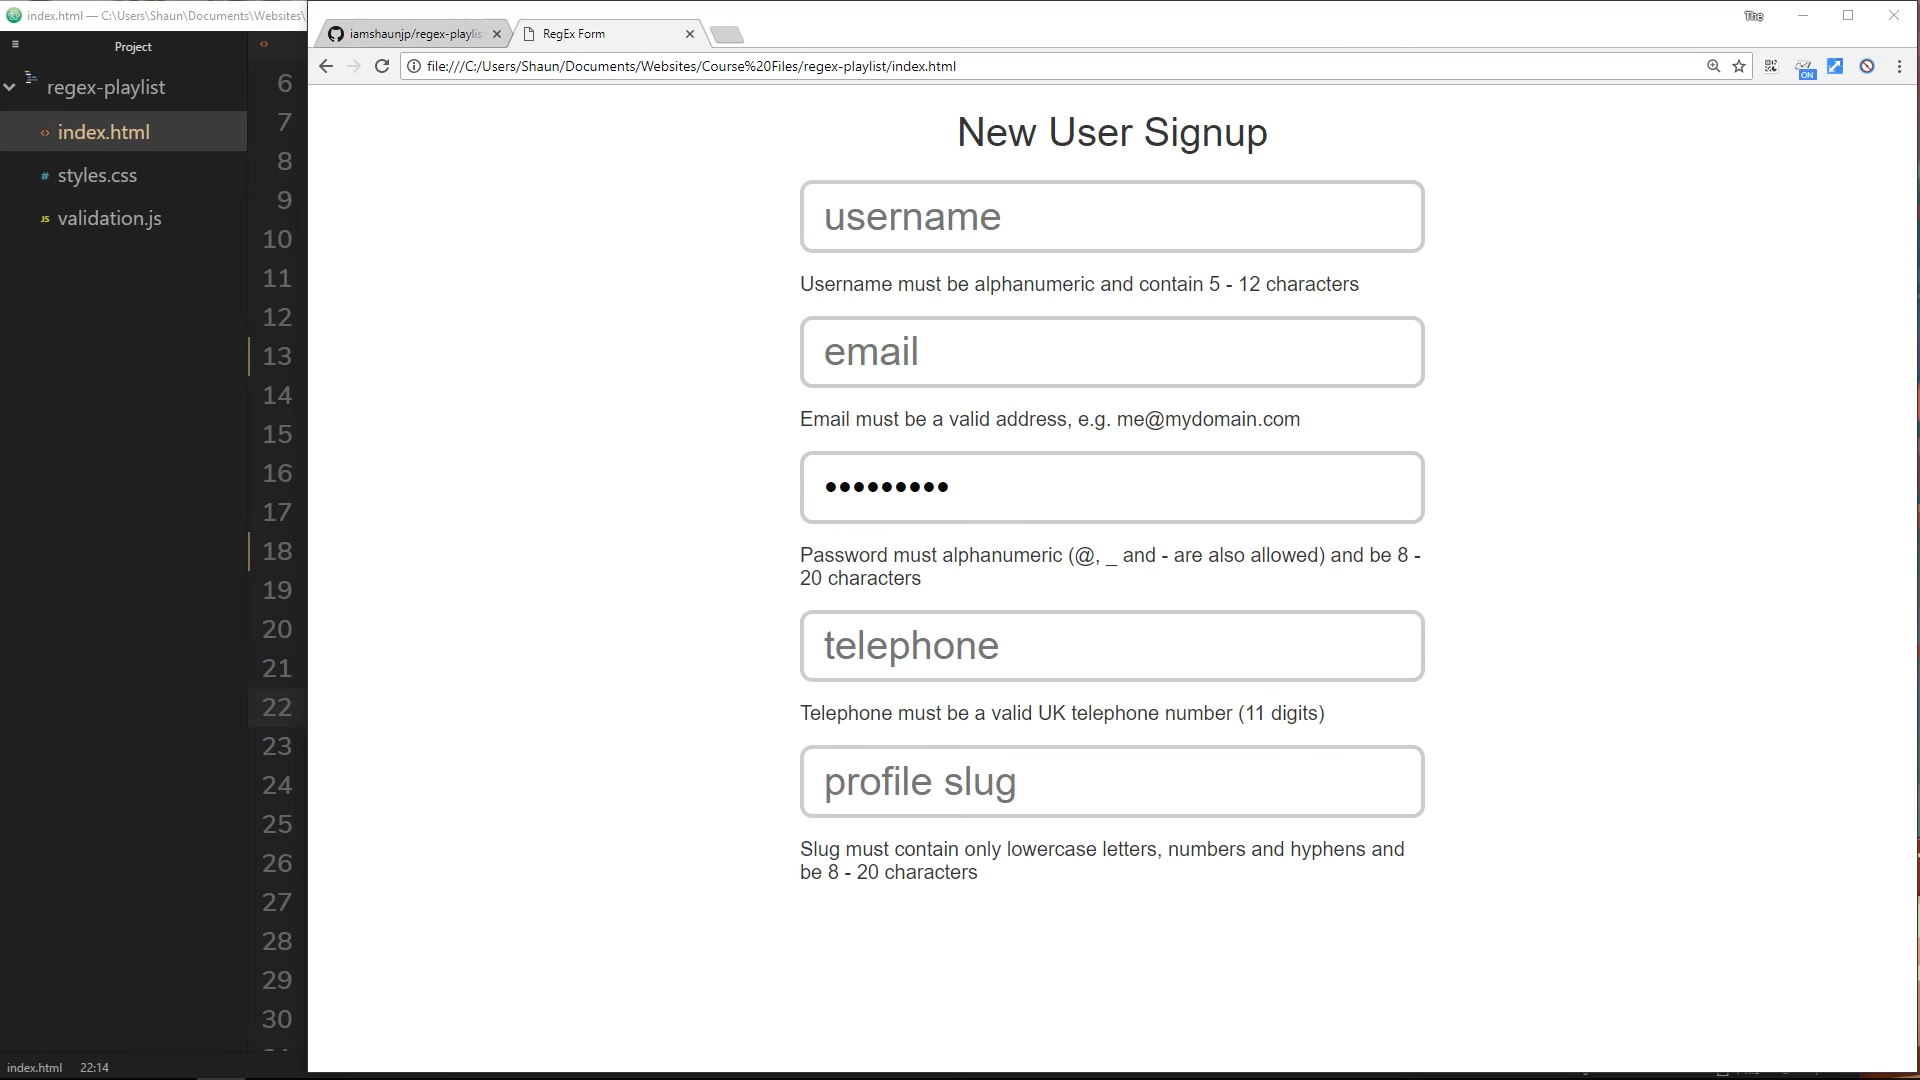 index.html — C:\Users\Shaun\Documents\Websites\
The
iamshaunjp/regex-playlis
RegEx Form
file:///C:/Users/Shaun/Documents/Websites/Course%20Files/regex-playlist/index.html
ON
Project
regex-playlist
index.html
styles.css
JS validation.js
6
7
8
9
10
11
12
13
14
15
16
17
18
19
20
21
22
23
24
25
26
27
28
29
30
New User Signup
username
Username must be alphanumeric and contain 5 - 12 characters
email
Email must be a valid address, e.g. me@mydomain.com
•••••••••
Password must alphanumeric (@, _ and - are also allowed) and be 8 -
20 characters
telephone
Telephone must be a valid UK telephone number (11 digits)
profile slug
Slug must contain only lowercase letters, numbers and hyphens and
be 8 - 20 characters
index.html 22:14